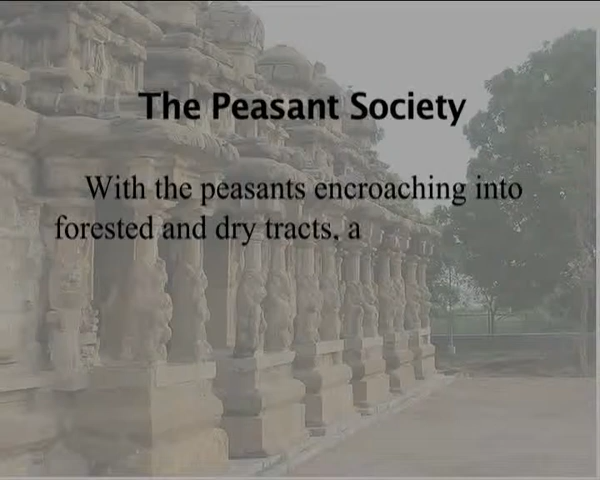 The Peasant Society
With the peasants encroaching into
forested and dry tracts, a